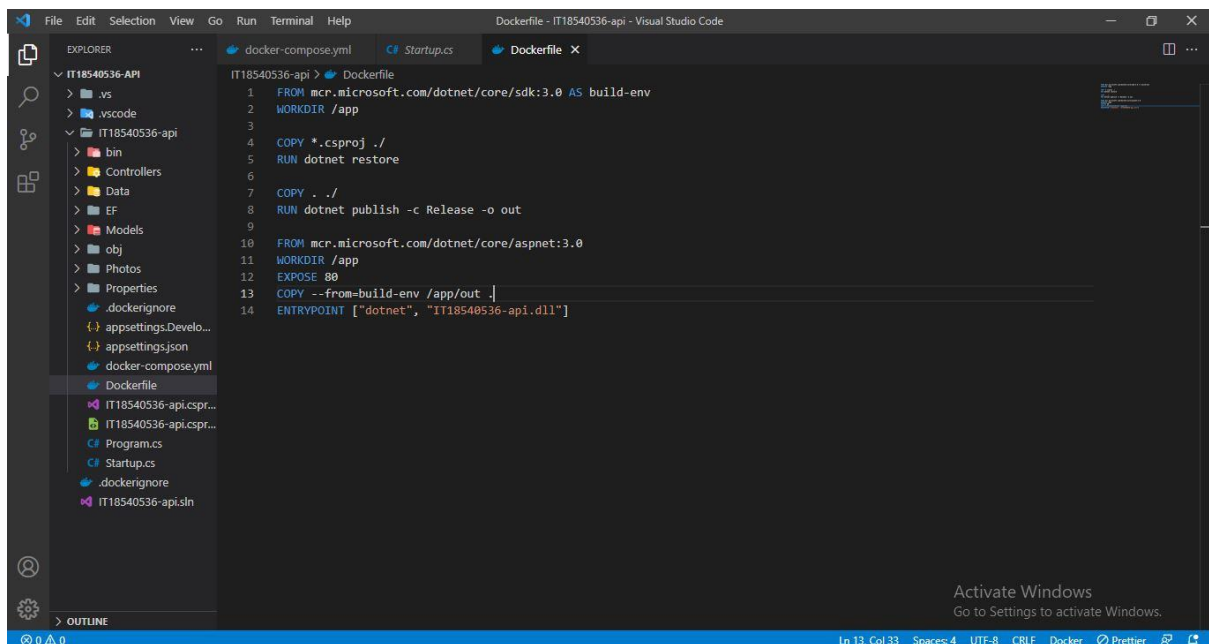 File Edit Selection View Go Run Terminal Help Dockerfile - IT18540536-api - Visual Studio Code
EXPLORER ...
IT18540536-API
.vs
.vscode
IT18540536-api
bin
Controllers
Data
EF
Models
obj
Photos
Properties
.dockerignore
{..} appsettings.Develo...
{..} appsettings.json
docker-compose.yml
Dockerfile
IT18540536-api.cspr...
IT18540536-api.cspr...
C# Program.cs
C# Startup.cs
.dockerignore
IT18540536-api.sln
OUTLINE
docker-compose.yml C# Startup.cs Dockerfile
IT18540536-api > Dockerfile
1 FROM mcr.microsoft.com/dotnet/core/sdk:3.0 AS build-env
2 WORKDIR /app
3
4 COPY *.csproj ./
5 RUN dotnet restore
6
7 COPY . ./
8 RUN dotnet publish -c Release -o out
9
10 FROM mcr.microsoft.com/dotnet/core/aspnet:3.0
11 WORKDIR /app
12 EXPOSE 80
13 COPY --from=build-env /app/out .
14 ENTRYPOINT ["dotnet", "IT18540536-api.dll"]
Activate Windows
Go to Settings to activate Windows.
0 0 Ln 13, Col 33 Spaces: 4 UTF-8 CRLF Docker Prettier